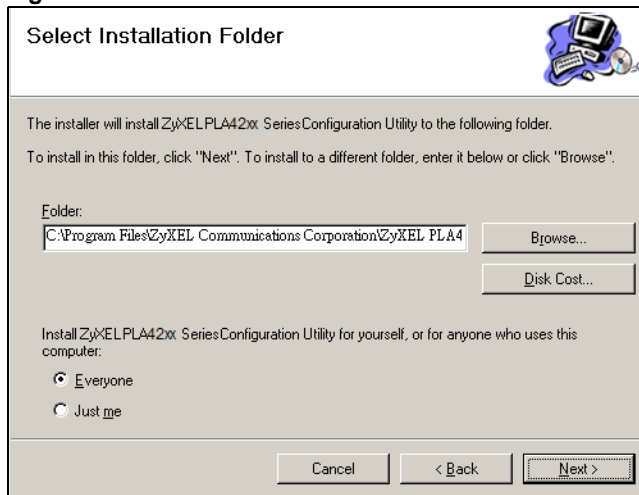 Select Installation Folder
The installer will install ZyXEL PLA42xx Series Configuration Utility to the following folder.
To install in this folder, click "Next". To install to a different folder, enter it below or click "Browse".
Folder:
C:\Program Files\ZyXEL Communications Corporation\ZyXEL PLA4
Browse...
Disk Cost...
Install ZyXEL PLA42xx Series Configuration Utility for yourself, or for anyone who uses this
computer:
Everyone
Just me
Cancel
< Back
Next >